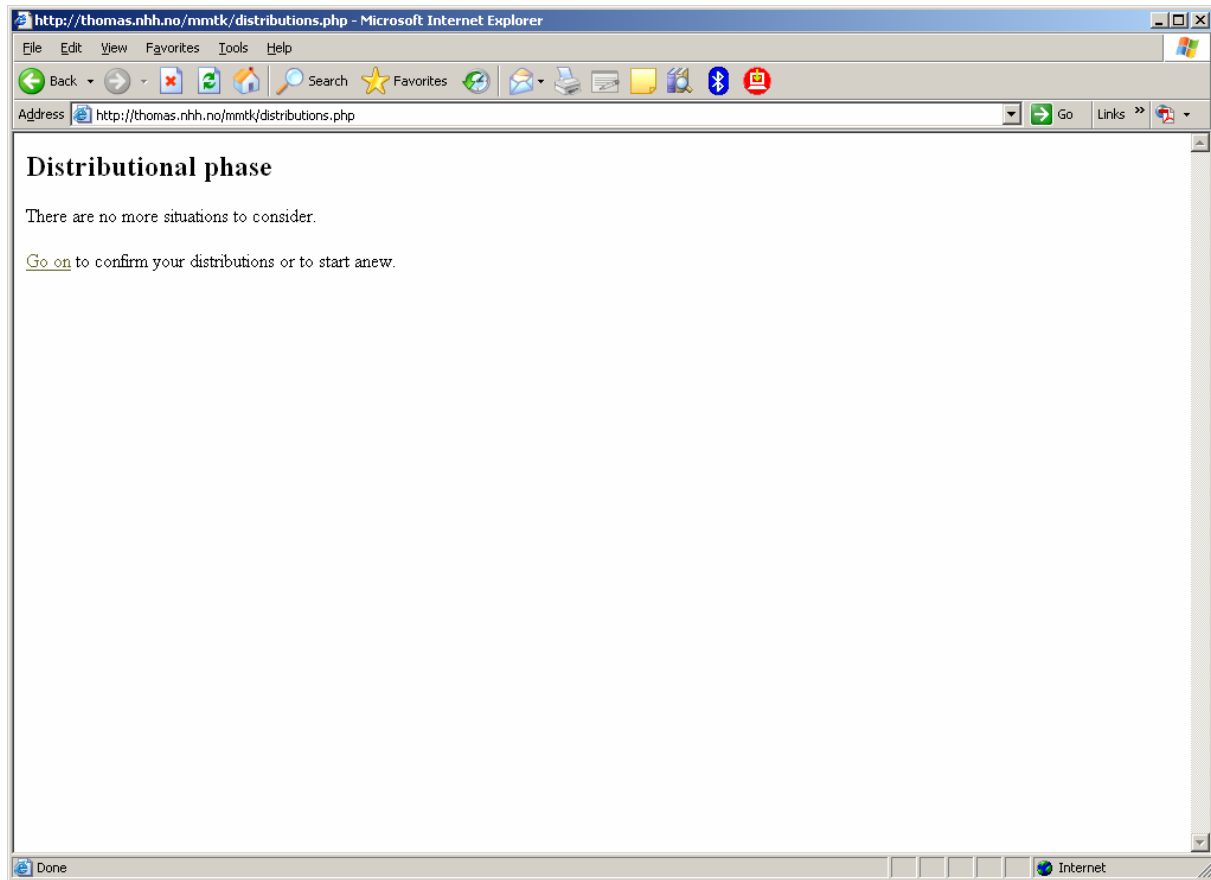 http://thomas.nhh.no/mmtk/distributions.php - Microsoft Internet Explorer
File Edit View Favorites Tools Help
Back Search Favorites
Address http://thomas.nhh.no/mmtk/distributions.php Go Links »
Distributional phase
There are no more situations to consider.
Go on to confirm your distributions or to start anew.
Done Internet